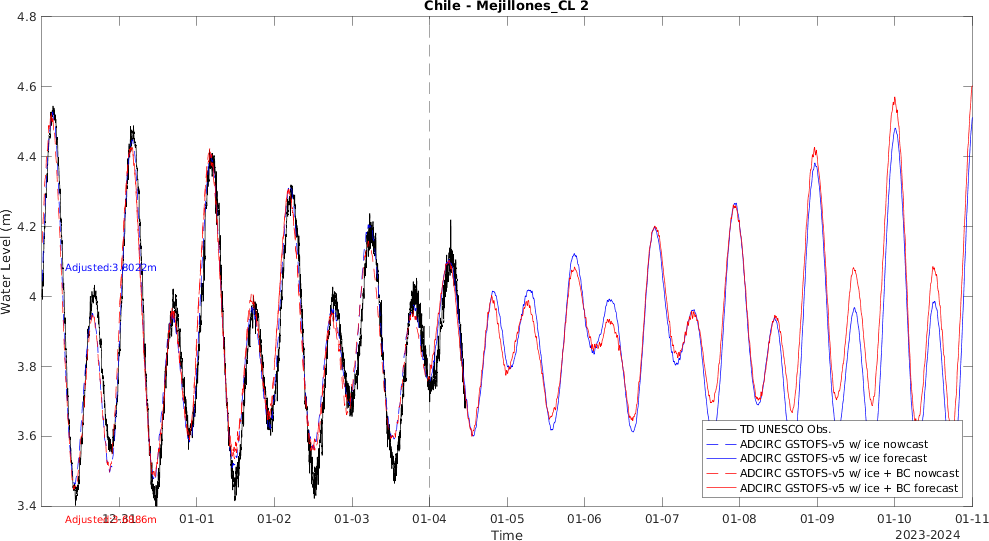 Chile - Mejillones_CL 2
4.8
4.6
4.4
4.2
4
3.8
3.6
3.4
Water Level (m)
Adjusted:3.8022m
TD UNESCO Obs.
ADCIRC GSTOFS-v5 w/ ice nowcast
ADCIRC GSTOFS-v5 w/ ice forecast
ADCIRC GSTOFS-v5 w/ ice + BC nowcast
ADCIRC GSTOFS-v5 w/ ice + BC forecast
12-31 01-01 01-02 01-03 01-04 01-05 01-06 01-07 01-08 01-09 01-10 01-11
Time
2023-2024